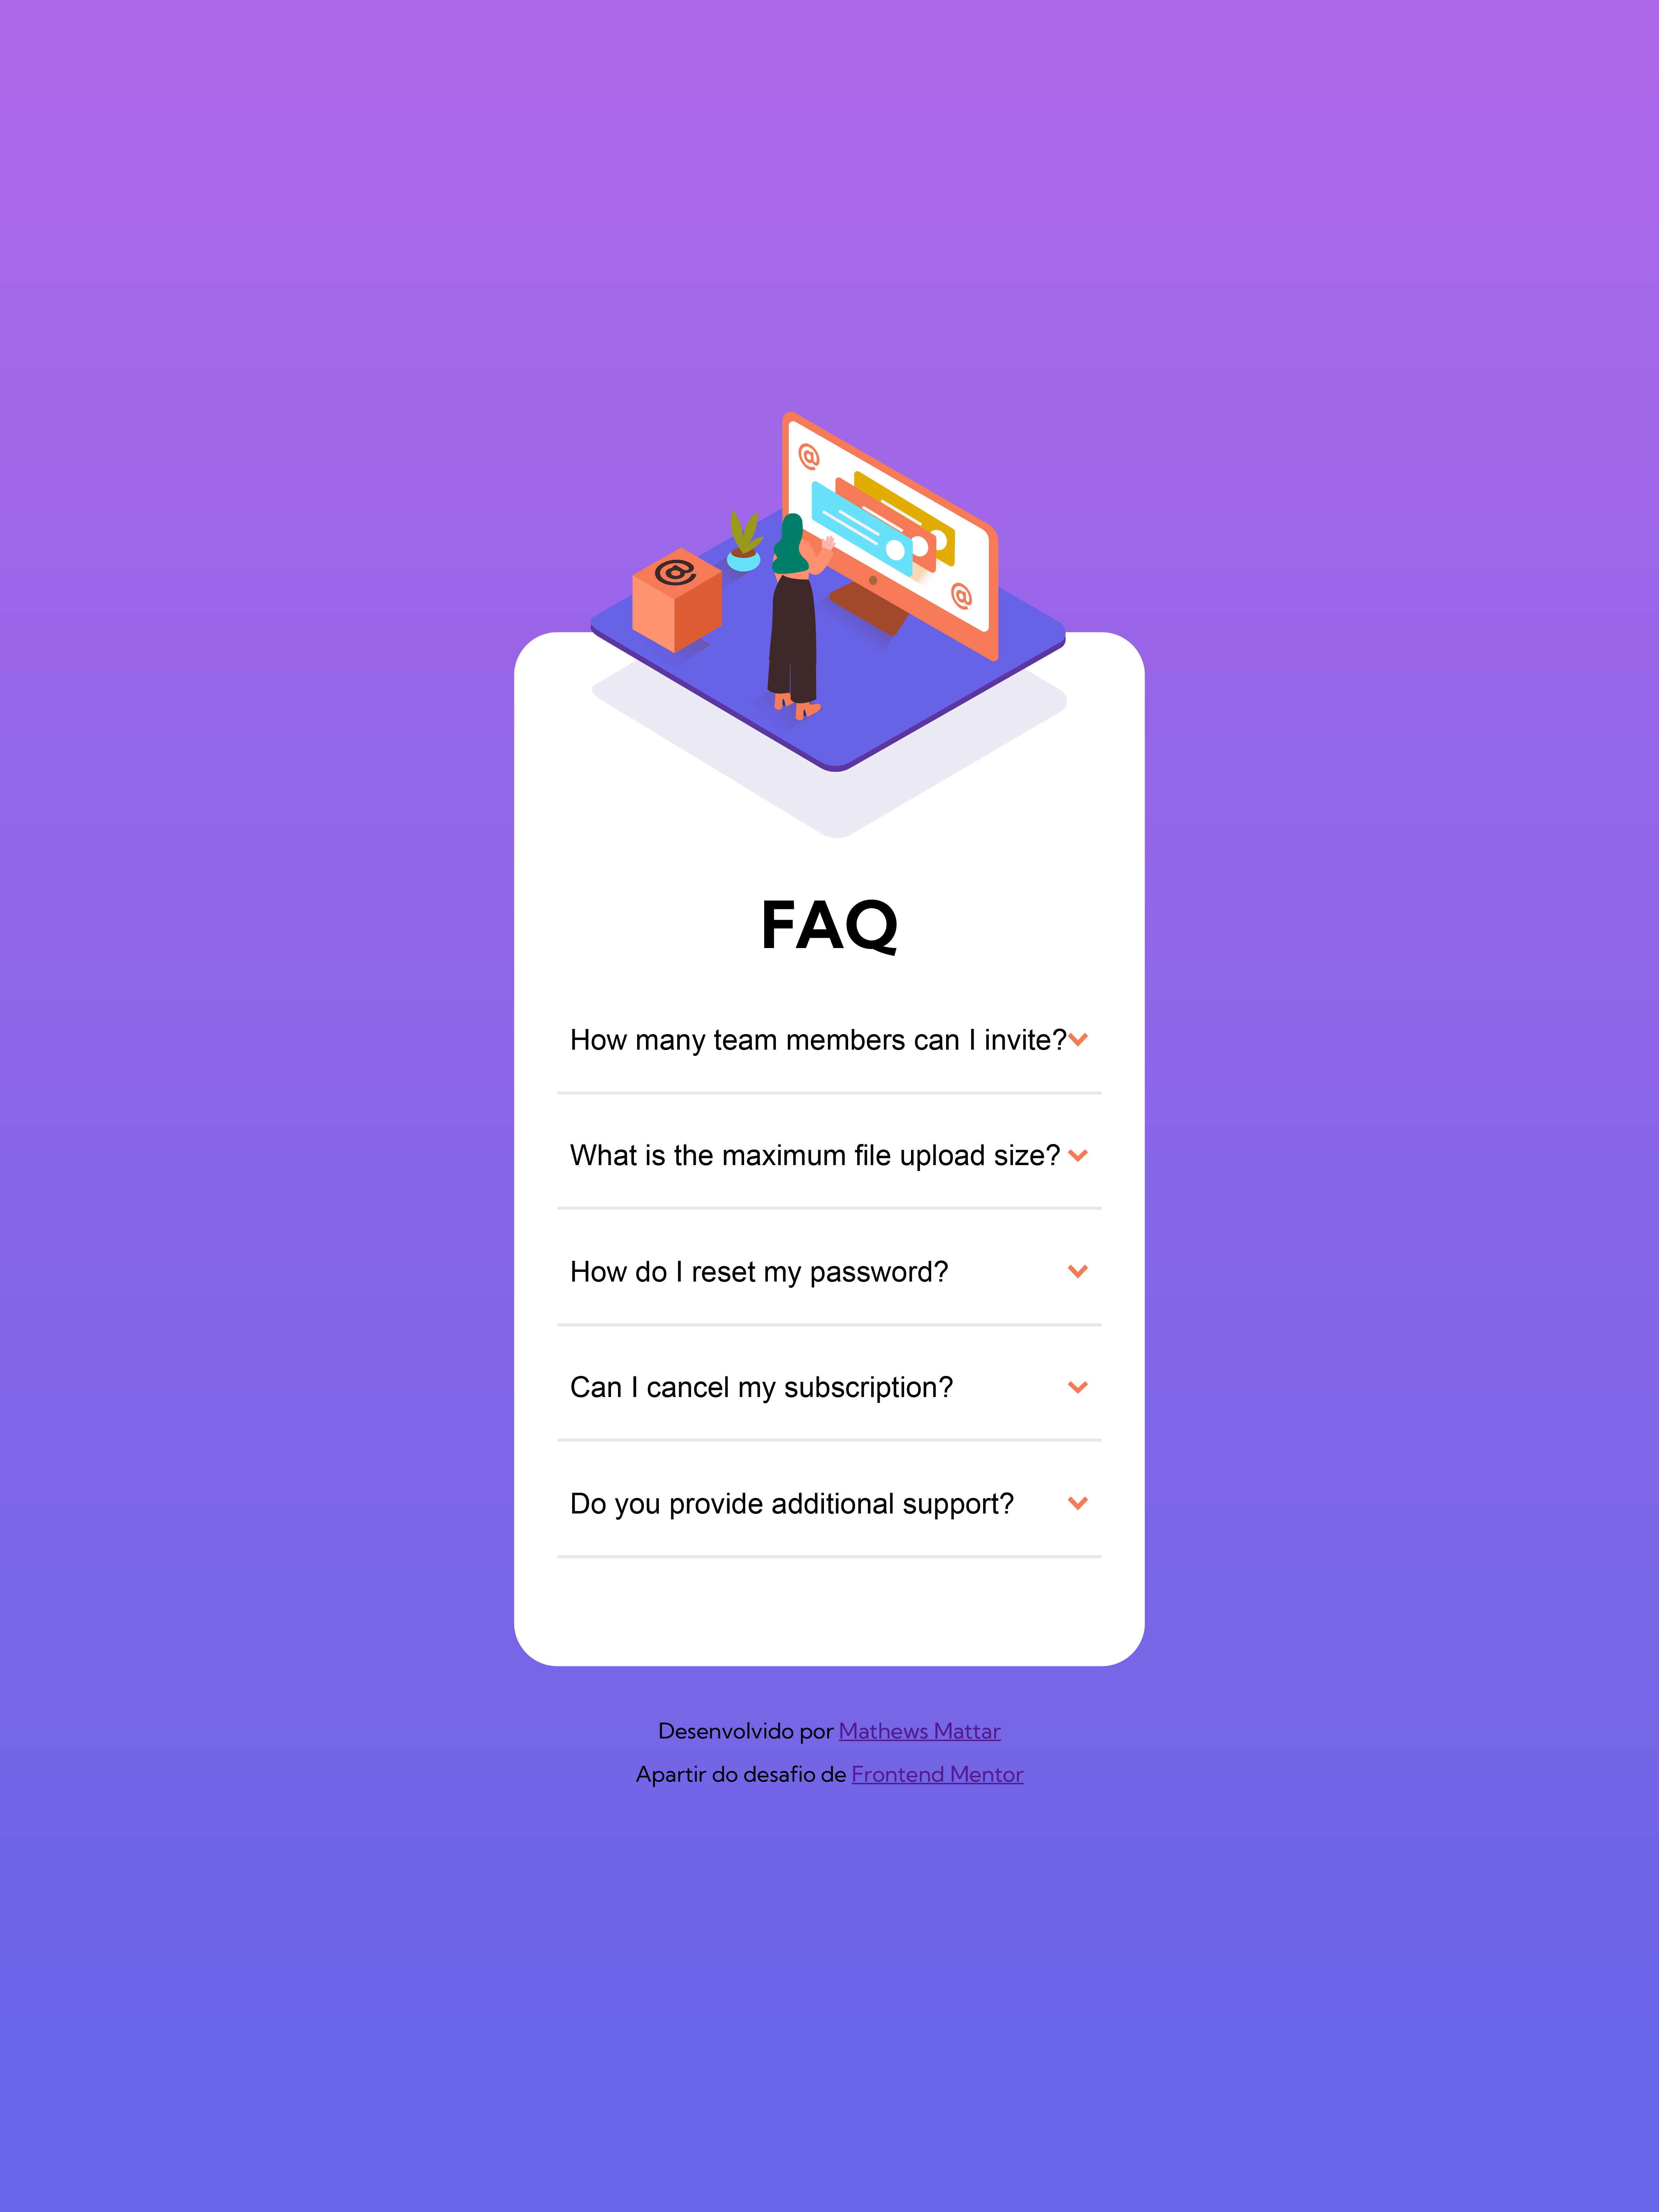 @
@
@
FAQ
How many team members can I invite?
What is the maximum file upload size?
How do I reset my password?
Can I cancel my subscription?
Do you provide additional support?
Desenvolvido por Mathews Mattar
Apartir do desafio de Frontend Mentor